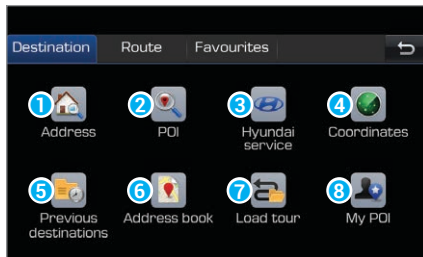 Destination Route Favourites
1 2 3 4
Address POI Hyundai service Coordinates
5 6 7 8
Previous destinations Address book Load tour My POI